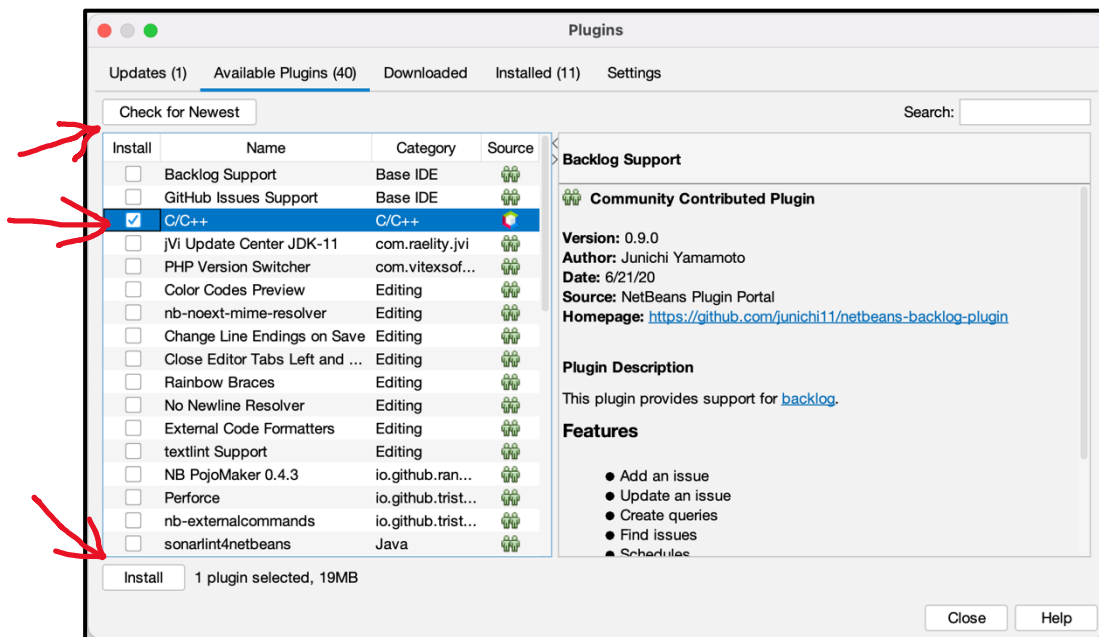 Plugins
Updates (1) Available Plugins (40) Downloaded Installed (11) Settings
Check for Newest Search:
Install Name Category Source
Backlog Support Base IDE
GitHub Issues Support Base IDE
C/C++ C/C++
jVi Update Center JDK-11 com.raelity.jvi
PHP Version Switcher com.vitexsof...
Color Codes Preview Editing
nb-noext-mime-resolver Editing
Change Line Endings on Save Editing
Close Editor Tabs Left and ... Editing
Rainbow Braces Editing
No Newline Resolver Editing
External Code Formatters Editing
textlint Support Editing
NB PojoMaker 0.4.3 io.github.ran...
Perforce io.github.trist...
nb-externalcommands io.github.trist...
sonarlint4netbeans Java
Backlog Support
Community Contributed Plugin
Version: 0.9.0
Author: Junichi Yamamoto
Date: 6/21/20
Source: NetBeans Plugin Portal
Homepage: https://github.com/junichi11/netbeans-backlog-plugin
Plugin Description
This plugin provides support for backlog.
Features
● Add an issue
● Update an issue
● Create queries
● Find issues
● Schedules
Install 1 plugin selected, 19MB
Close Help